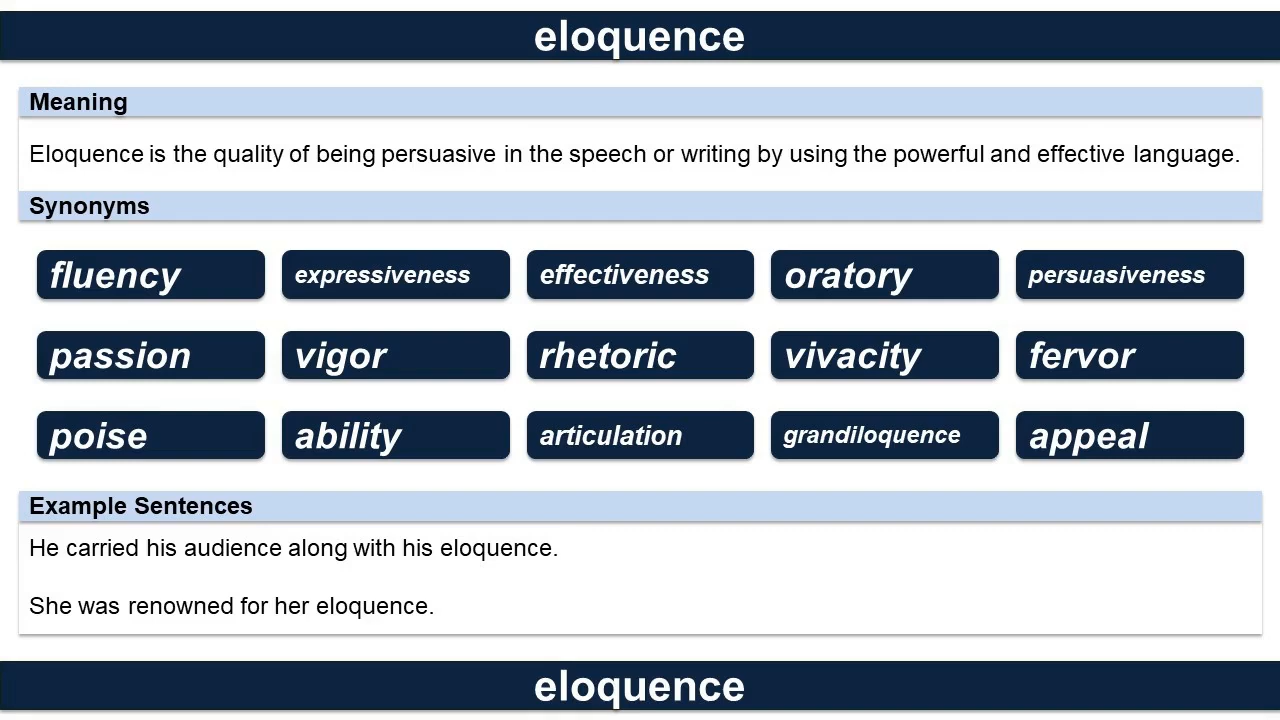 eloquence
Meaning
Eloquence is the quality of being persuasive in the speech or writing by using the powerful and effective language.
Synonyms
fluency expressiveness effectiveness oratory persuasiveness
passion vigor rhetoric vivacity fervor
poise ability articulation grandiloquence appeal
Example Sentences
He carried his audience along with his eloquence.
She was renowned for her eloquence.
eloquence